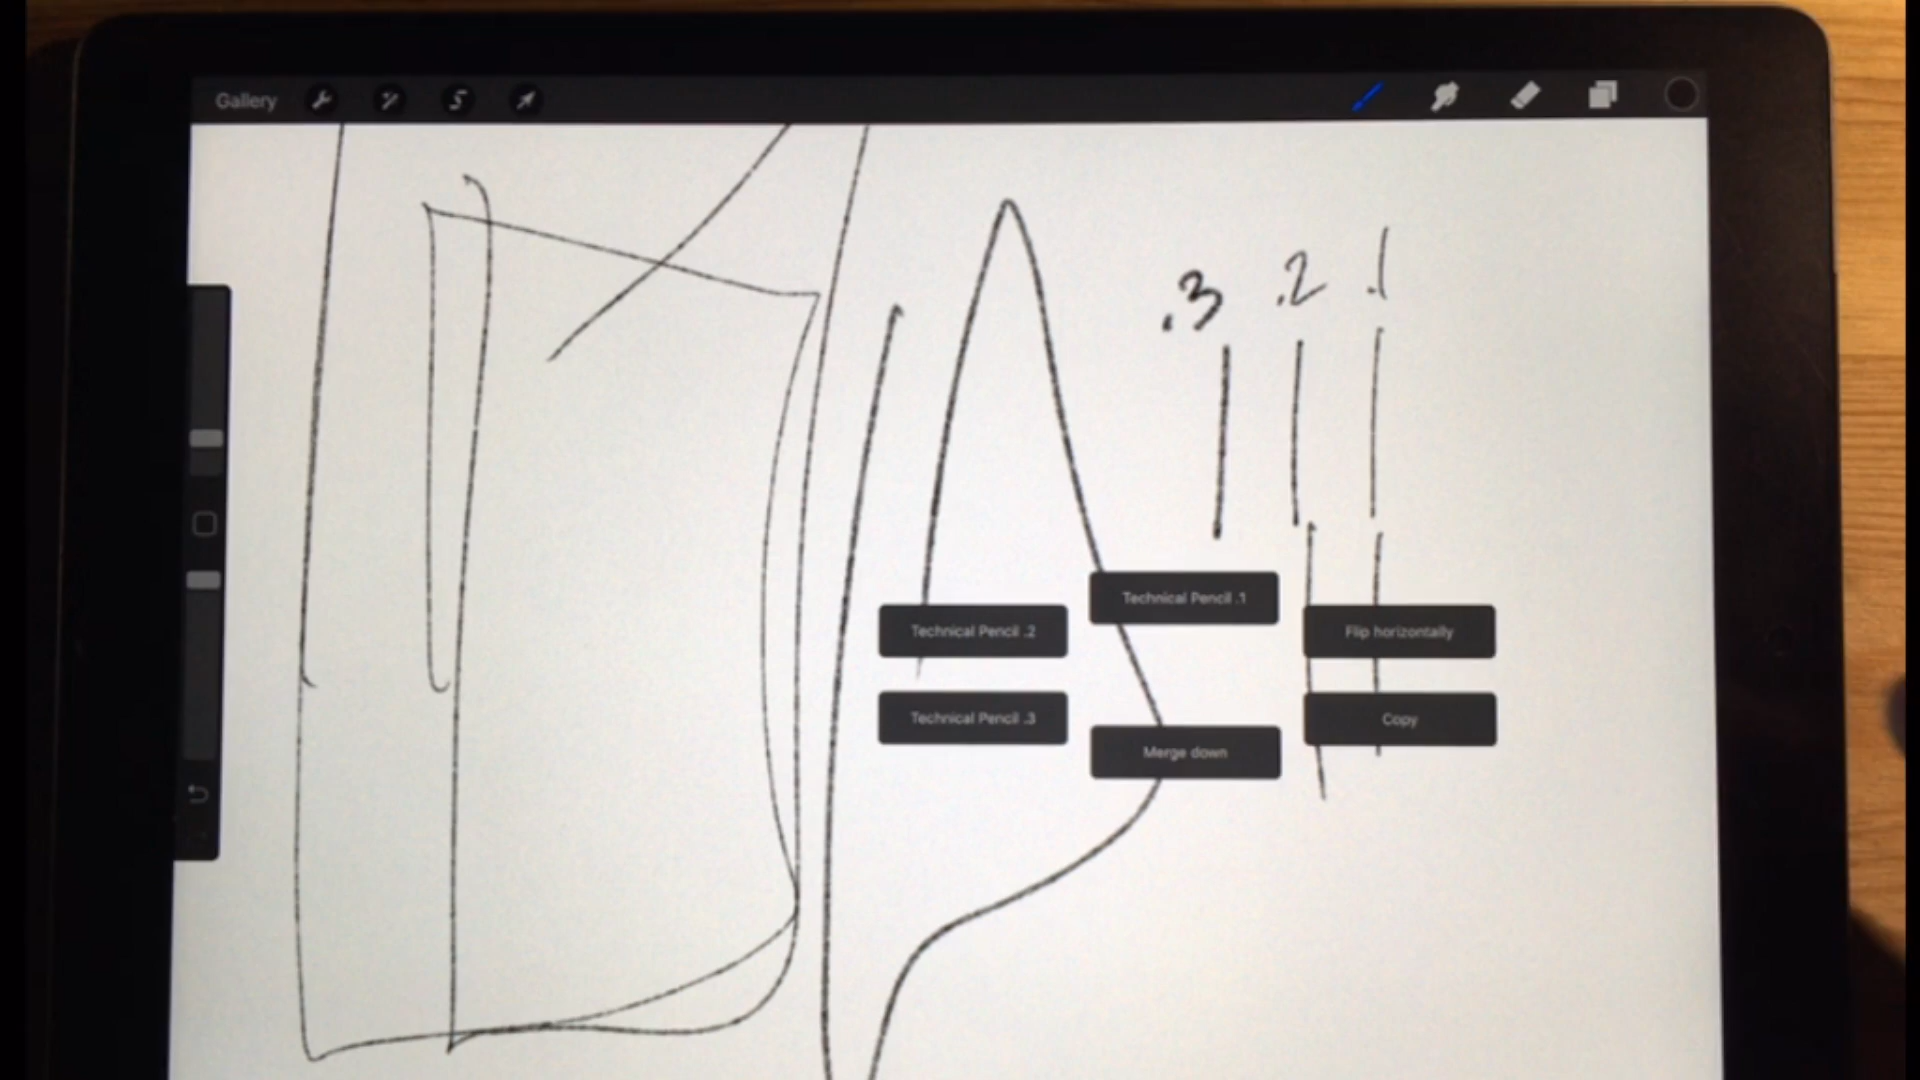 Gallery
.3 .2 .1
Technical Pencil .1
Technical Pencil .2
Flip horizontally
Technical Pencil .3
Copy
Merge down